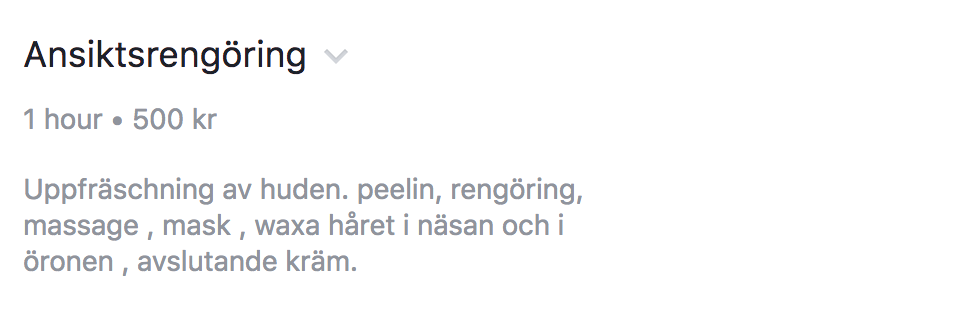 Ansiktsrengöring
1 hour • 500 kr
Uppfräschning av huden. peelin, rengöring,
massage , mask , waxa håret i näsan och i
öronen , avslutande kräm.